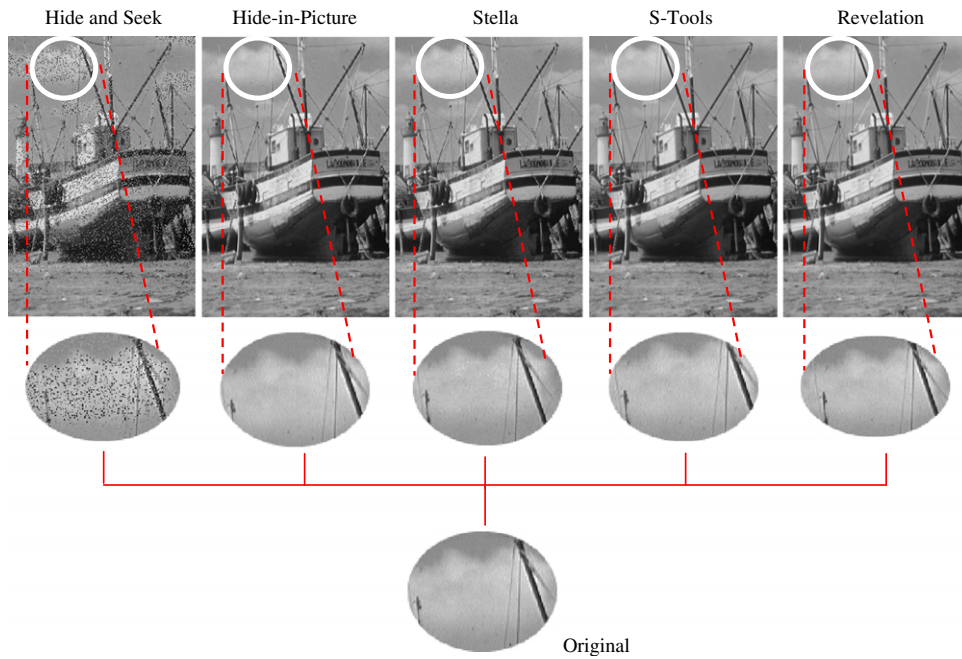 Hide and Seek
Hide-in-Picture
Stella
S-Tools
Revelation
Original